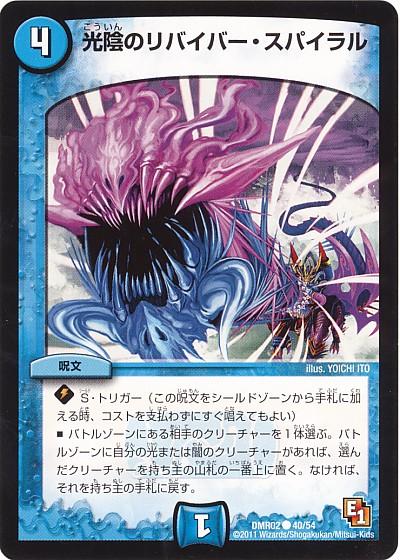 4
光陰のリバイバー・スパイラル
こういん
呪文
illus. YOICHI ITO
S・トリガー（この呪文をシールドゾーンから手札に加
える時、コストを支払わずにすぐ唱えてもよい）
■ バトルゾーンにある相手のクリーチャーを1体選ぶ。バト
ルゾーンに自分の光または闇のクリーチャーがあれば、選
んだクリーチャーを持ち主の山札の一番上に置く。なければ、
それを持ち主の手札に戻す。
1
DMR02 ● 40/54
©2011 Wizards/Shogakukan/Mitsui-Kids
E1